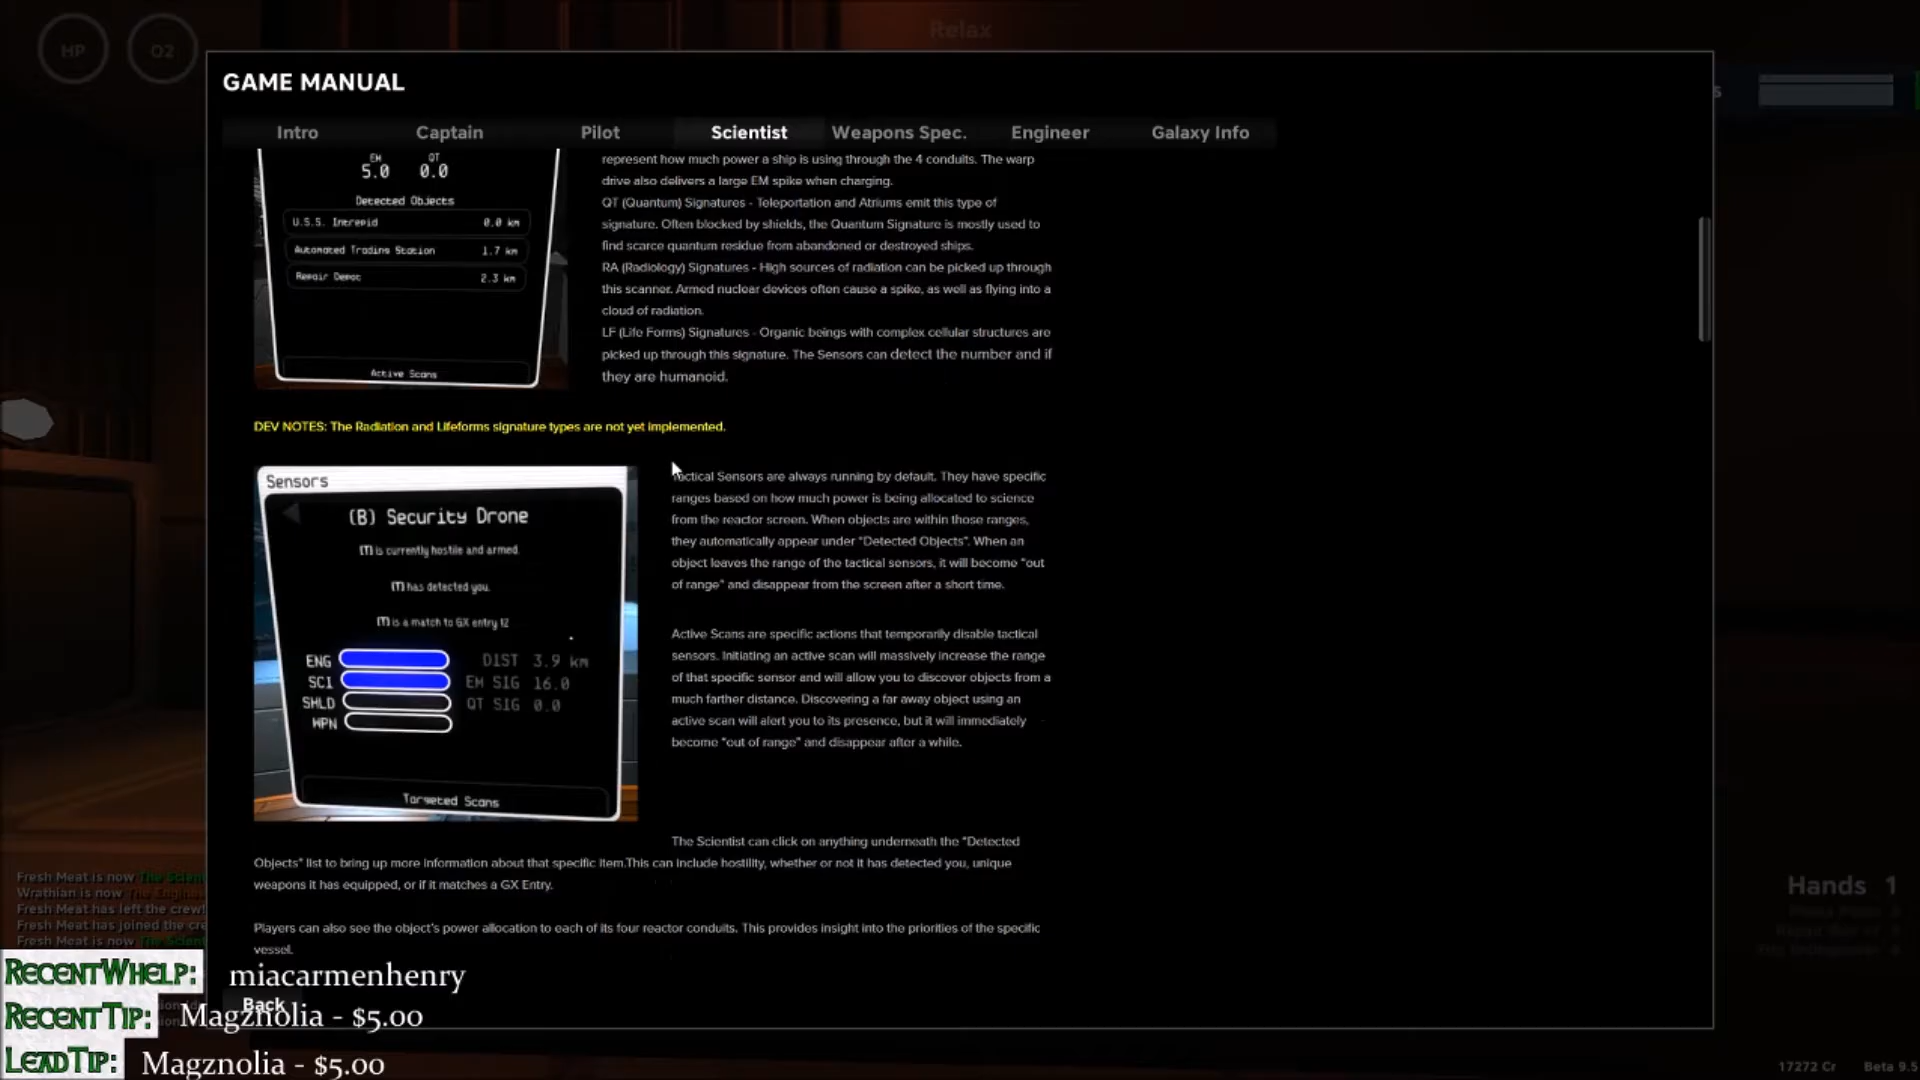 HP
O2
Relax
GAME MANUAL
Intro
Captain
Pilot
Scientist
Weapons Spec.
Engineer
Galaxy Info
EM
QT
5.0
0.0
Detected Objects
U.S.S. Intrepid 0.0 km
Automated Trading Station 1.7 km
Repair Depot 2.3 km
Active Scans
represent how much power a ship is using through the 4 conduits. The warp
drive also delivers a large EM spike when charging.
QT (Quantum) Signatures - Teleportation and Atriums emit this type of
signature. Often blocked by shields, the Quantum Signature is mostly used to
find scarce quantum residue from abandoned or destroyed ships.
RA (Radiology) Signatures - High sources of radiation can be picked up through
this scanner. Armed nuclear devices often cause a spike, as well as flying into a
cloud of radiation.
LF (Life Forms) Signatures - Organic beings with complex cellular structures are
picked up through this signature. The Sensors can detect the number and if
they are humanoid.
DEV NOTES: The Radiation and Lifeforms signature types are not yet implemented.
Sensors
(B) Security Drone
It is currently hostile and armed.
It has detected you.
It is a match to GX entry 12
ENG
SCI
SHLD
WPN
DIST 3.9 km
EM SIG 16.0
QT SIG 0.0
Targeted Scans
Tactical Sensors are always running by default. They have specific
ranges based on how much power is being allocated to science
from the reactor screen. When objects are within those ranges,
they automatically appear under "Detected Objects". When an
object leaves the range of the tactical sensors, it will become "out
of range" and disappear from the screen after a short time.
Active Scans are specific actions that temporarily disable tactical
sensors. Initiating an active scan will massively increase the range
of that specific sensor and will allow you to discover objects from a
much farther distance. Discovering a far away object using an
active scan will alert you to its presence, but it will immediately
become "out of range" and disappear after a while.
The Scientist can click on anything underneath the "Detected
Objects" list to bring up more information about that specific item.This can include hostility, whether or not it has detected you, unique
weapons it has equipped, or if it matches a GX Entry.
Players can also see the object's power allocation to each of its four reactor conduits. This provides insight into the priorities of the specific
vessel.
Back
Fresh Meat is now The Scien
Wrathian is now The Engine
Fresh Meat has left the crew!
Fresh Meat has joined the cre
Fresh Meat is now The Scient
RecentWhelp: miacarmenhenry
RecentTip: Magznolia - $5.00
LeadTip: Magznolia - $5.00
Hands 1
17272 Cr
Beta 9.5